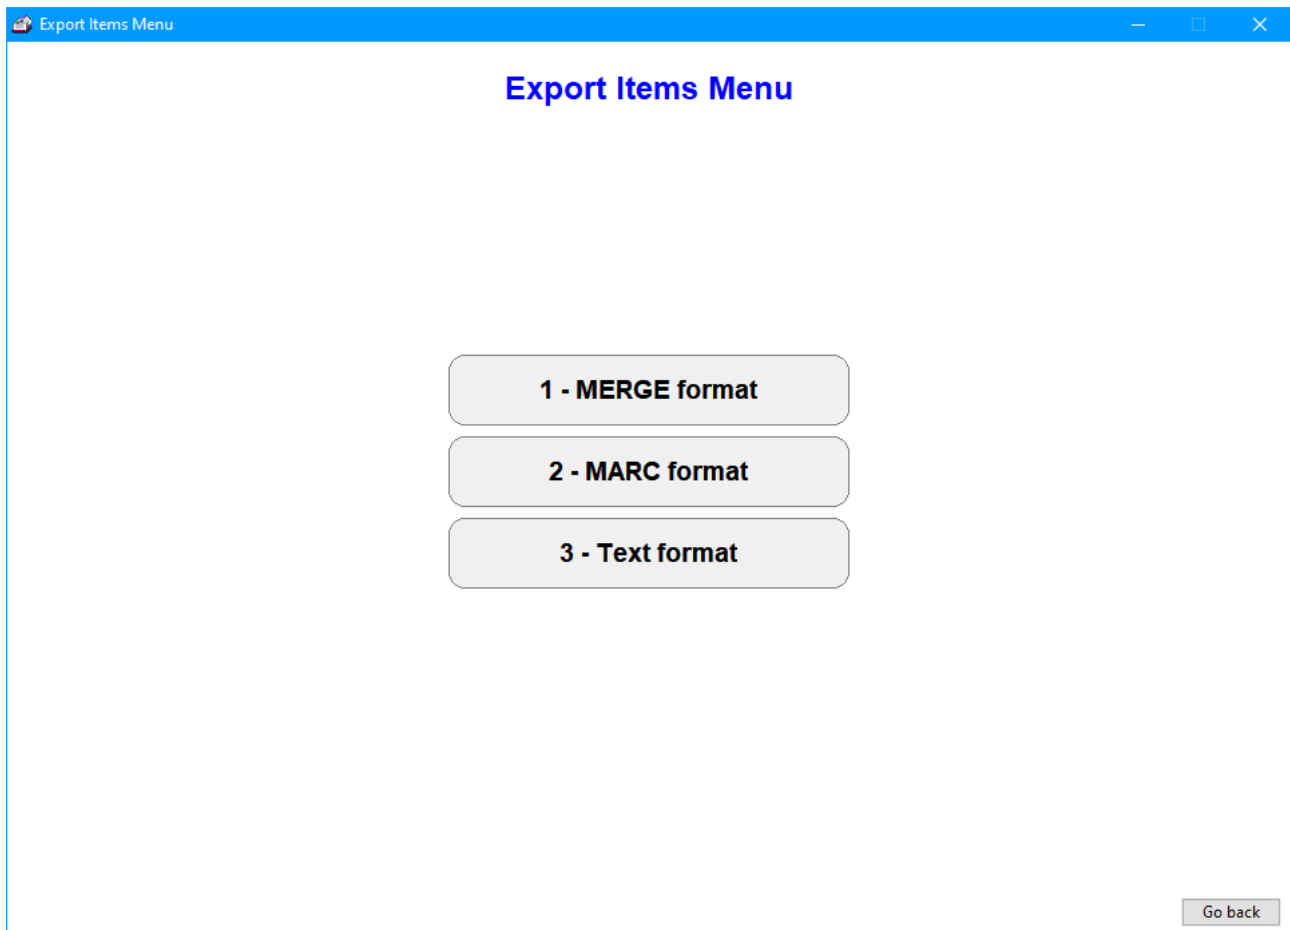 Export Items Menu
Export Items Menu
1 - MERGE format
2 - MARC format
3 - Text format
Go back